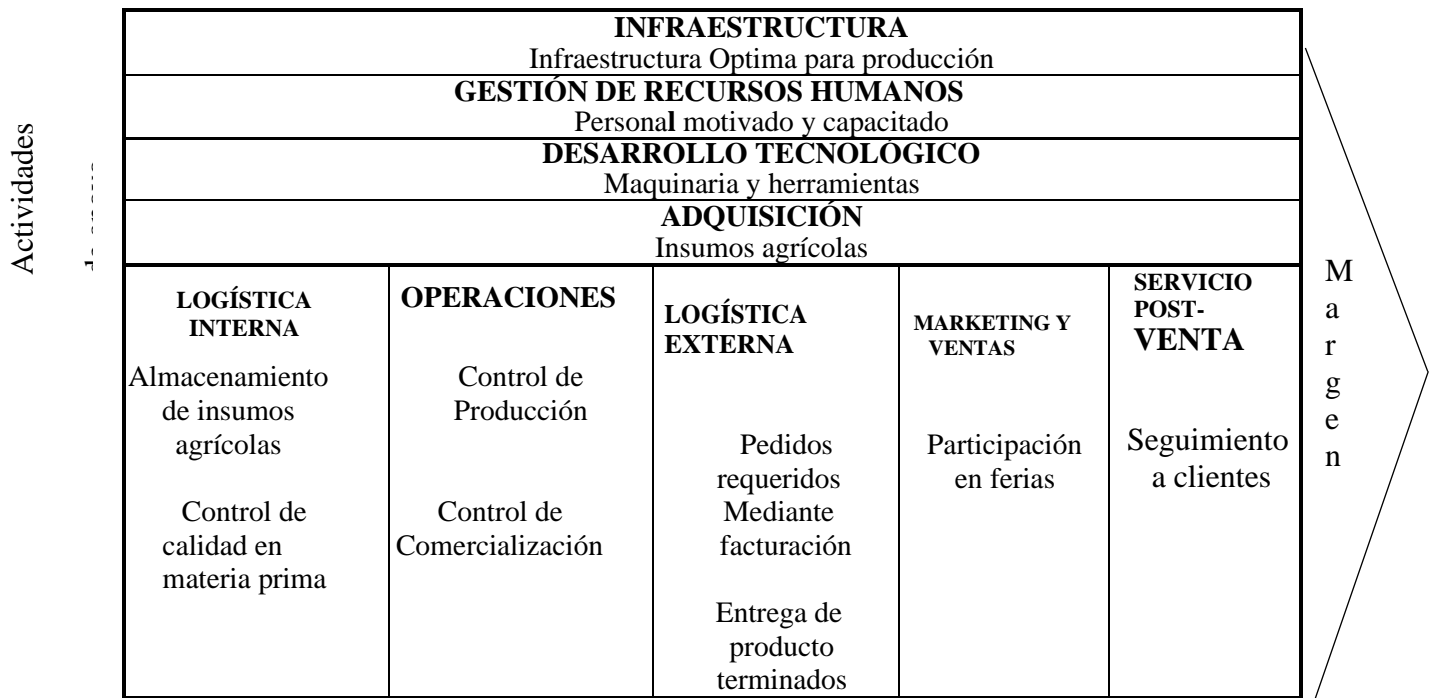 Actividades
INFRAESTRUCTURA
Infraestructura Optima para producción
GESTIÓN DE RECURSOS HUMANOS
Personal motivado y capacitado
DESARROLLO TECNOLÓGICO
Maquinaria y herramientas
ADQUISICIÓN
Insumos agrícolas
LOGÍSTICA
INTERNA
Almacenamiento
de insumos
agrícolas
Control de
calidad en
materia prima
OPERACIONES
Control de
Producción
Control de
Comercialización
LOGÍSTICA
EXTERNA
Pedidos
requeridos
Mediante
facturación
Entrega de
producto
terminados
MARKETING Y
VENTAS
Participación
en ferias
SERVICIO
POST-
VENTA
Seguimiento
a clientes
M
a
r
g
e
n